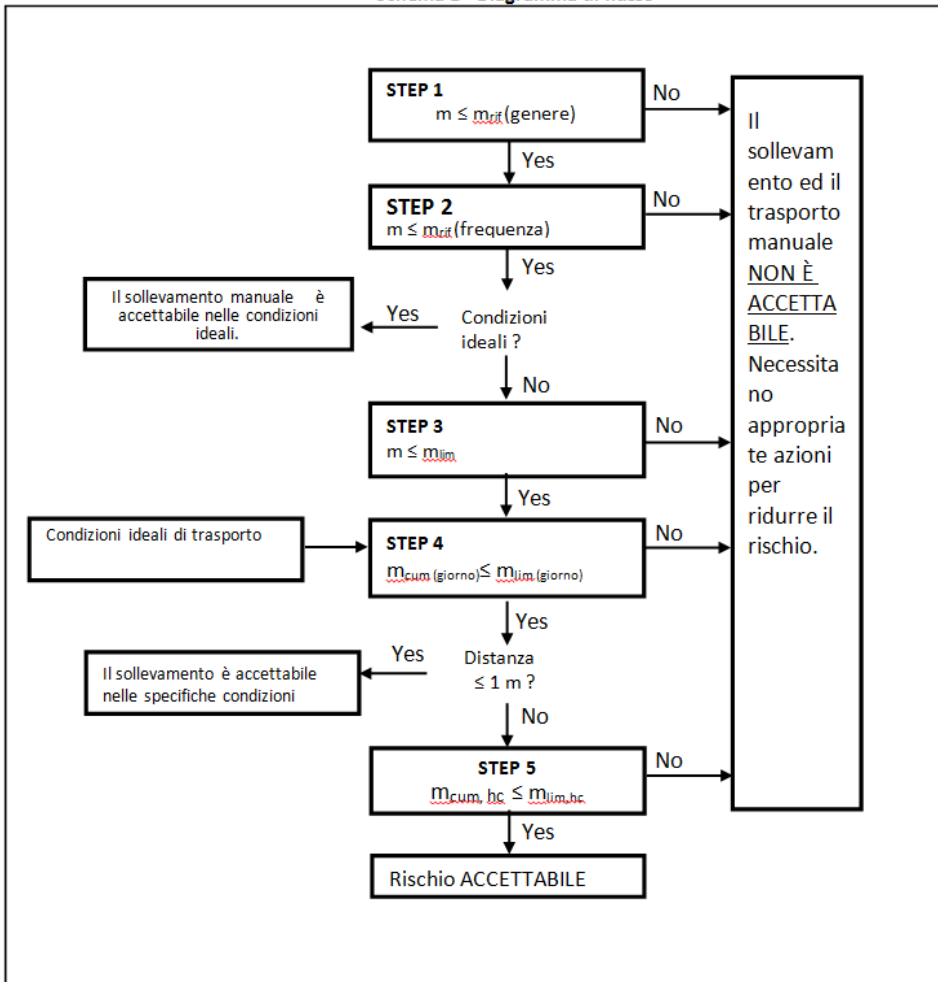 STEP 1
m ≤ mrif(genere)
No
Yes
STEP 2
m ≤ mrif(frequenza)
No
Yes
Il sollevamento manuale è
accettabile nelle condizioni
ideali.
Yes
Condizioni
ideali ?
No
STEP 3
m ≤ mlim
No
Yes
Condizioni ideali di trasporto
STEP 4
mcum (giorno)≤ mlim (giorno)
No
Yes
Il sollevamento è accettabile
nelle specifiche condizioni
Yes
Distanza
≤ 1 m ?
No
STEP 5
mcum, hc ≤ mlim,hc
No
Yes
Rischio ACCETTABILE
Il
sollevam
ento ed il
trasporto
manuale
NON È
ACCETTA
BILE.
Necessita
no
appropria
te azioni
per
ridurre il
rischio.